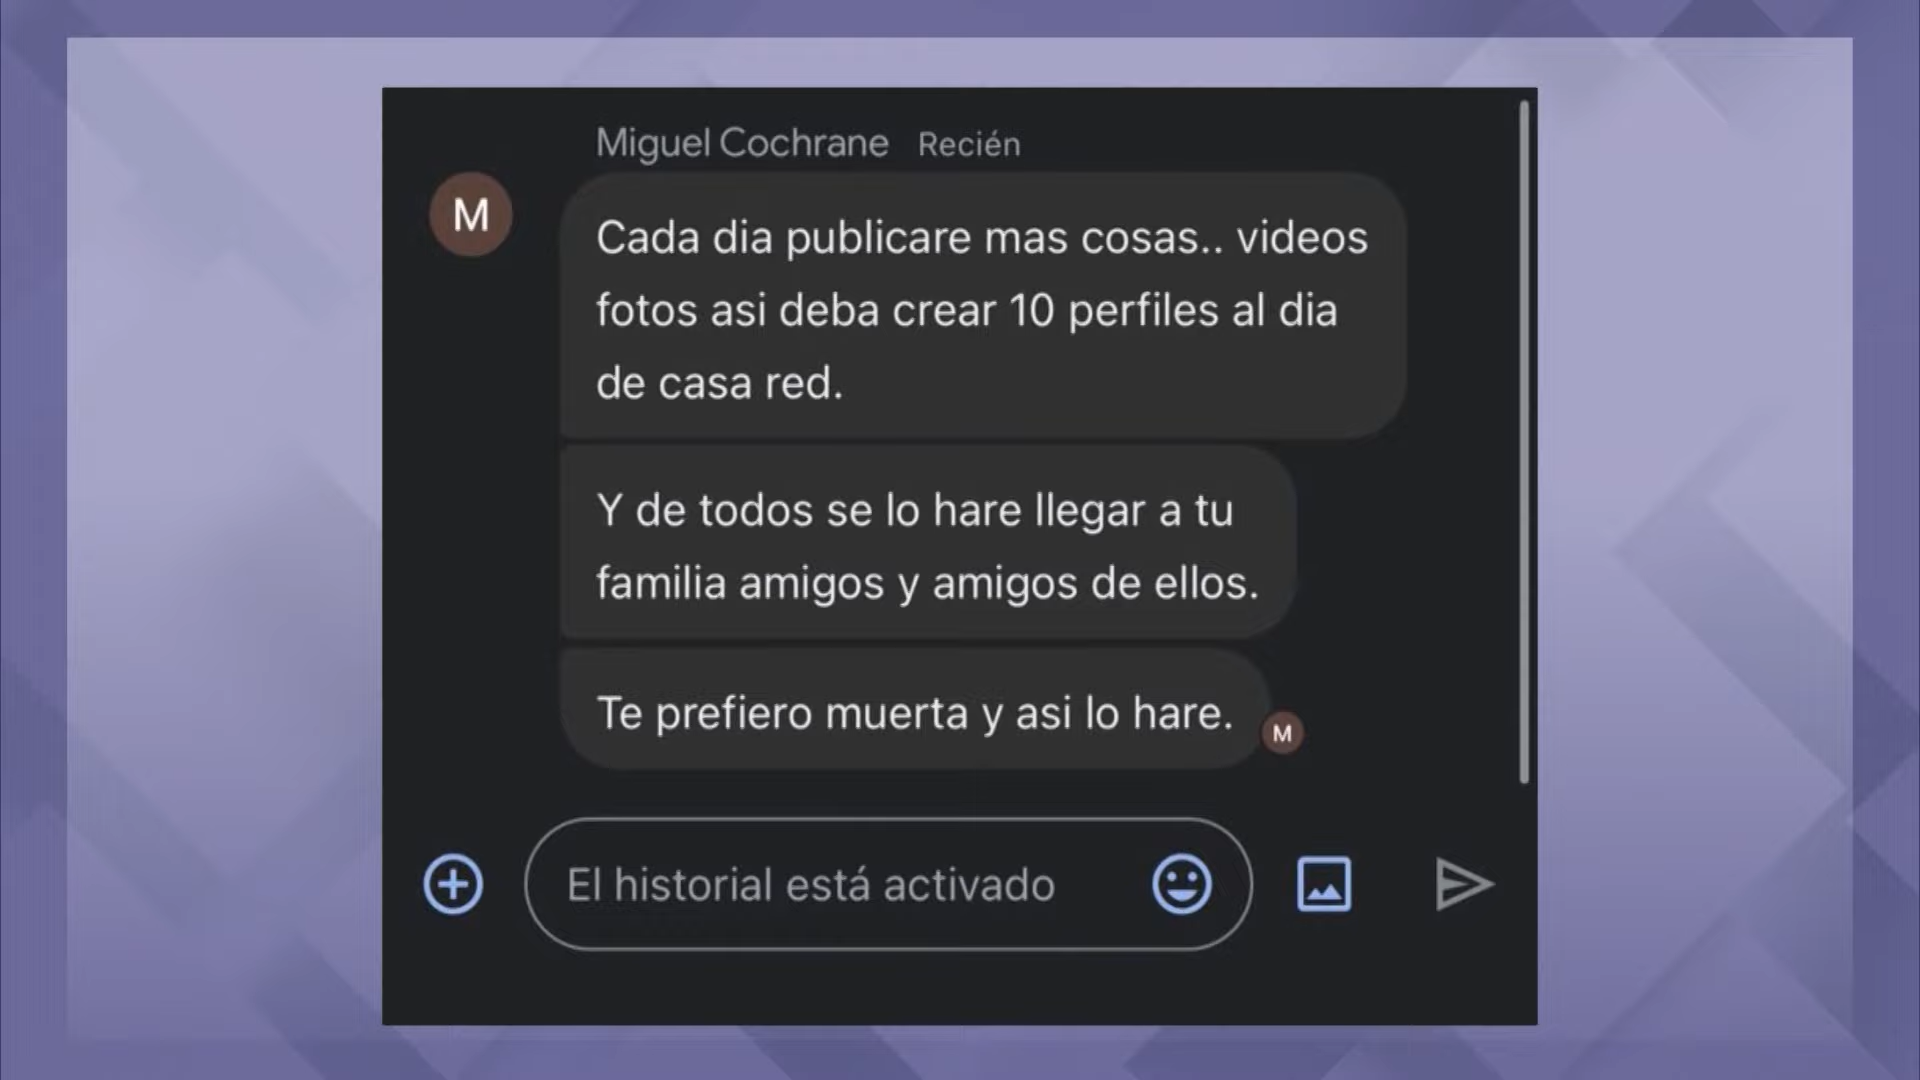 Miguel Cochrane Recién
M
Cada dia publicare mas cosas.. videos
fotos asi deba crear 10 perfiles al dia
de casa red.
Y de todos se lo hare llegar a tu
familia amigos y amigos de ellos.
Te prefiero muerta y asi lo hare.
M
El historial está activado